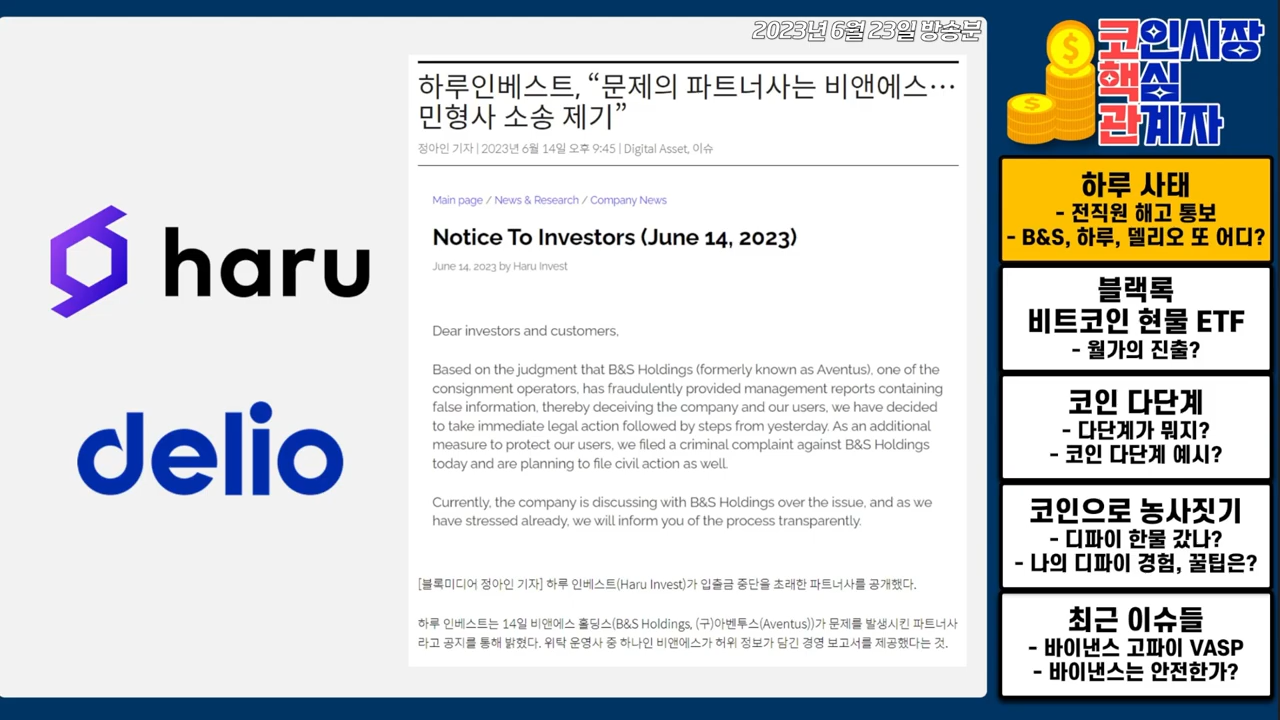 2023년 6월 23일 방송분
haru
delio
하루인베스트, “문제의 파트너사는 비앤에스…
민형사 소송 제기”
정아인 기자 | 2023년 6월 14일 오후 9:45 | Digital Asset, 이슈
Main page / News & Research / Company News
Notice To Investors (June 14, 2023)
June 14, 2023 by Haru Invest
Dear investors and customers,
Based on the judgment that B&S Holdings (formerly known as Aventus), one of the
consignment operators, has fraudulently provided management reports containing
false information, thereby deceiving the company and our users, we have decided
to take immediate legal action followed by steps from yesterday. As an additional
measure to protect our users, we filed a criminal complaint against B&S Holdings
today and are planning to file civil action as well.
Currently, the company is discussing with B&S Holdings over the issue, and as we
have stressed already, we will inform you of the process transparently.
[블록미디어 정아인 기자] 하루 인베스트(Haru Invest)가 입출금 중단을 초래한 파트너사를 공개했다.
하루 인베스트는 14일 비앤에스 홀딩스(B&S Holdings, (구)아벤투스(Aventus))가 문제를 발생시킨 파트너사
라고 공지를 통해 밝혔다. 위탁 운영사 중 하나인 비앤에스가 허위 정보가 담긴 경영 보고서를 제공했다는 것.
코인시장
핵심
관계자
하루 사태
- 전직원 해고 통보
- B&S, 하루, 델리오 또 어디?
블랙록
비트코인 현물 ETF
- 월가의 진출?
코인 다단계
- 다단계가 뭐지?
- 코인 다단계 예시?
코인으로 농사짓기
- 디파이 한물 갔나?
- 나의 디파이 경험, 꿀팁은?
최근 이슈들
- 바이낸스 고파이 VASP
- 바이낸스는 안전한가?